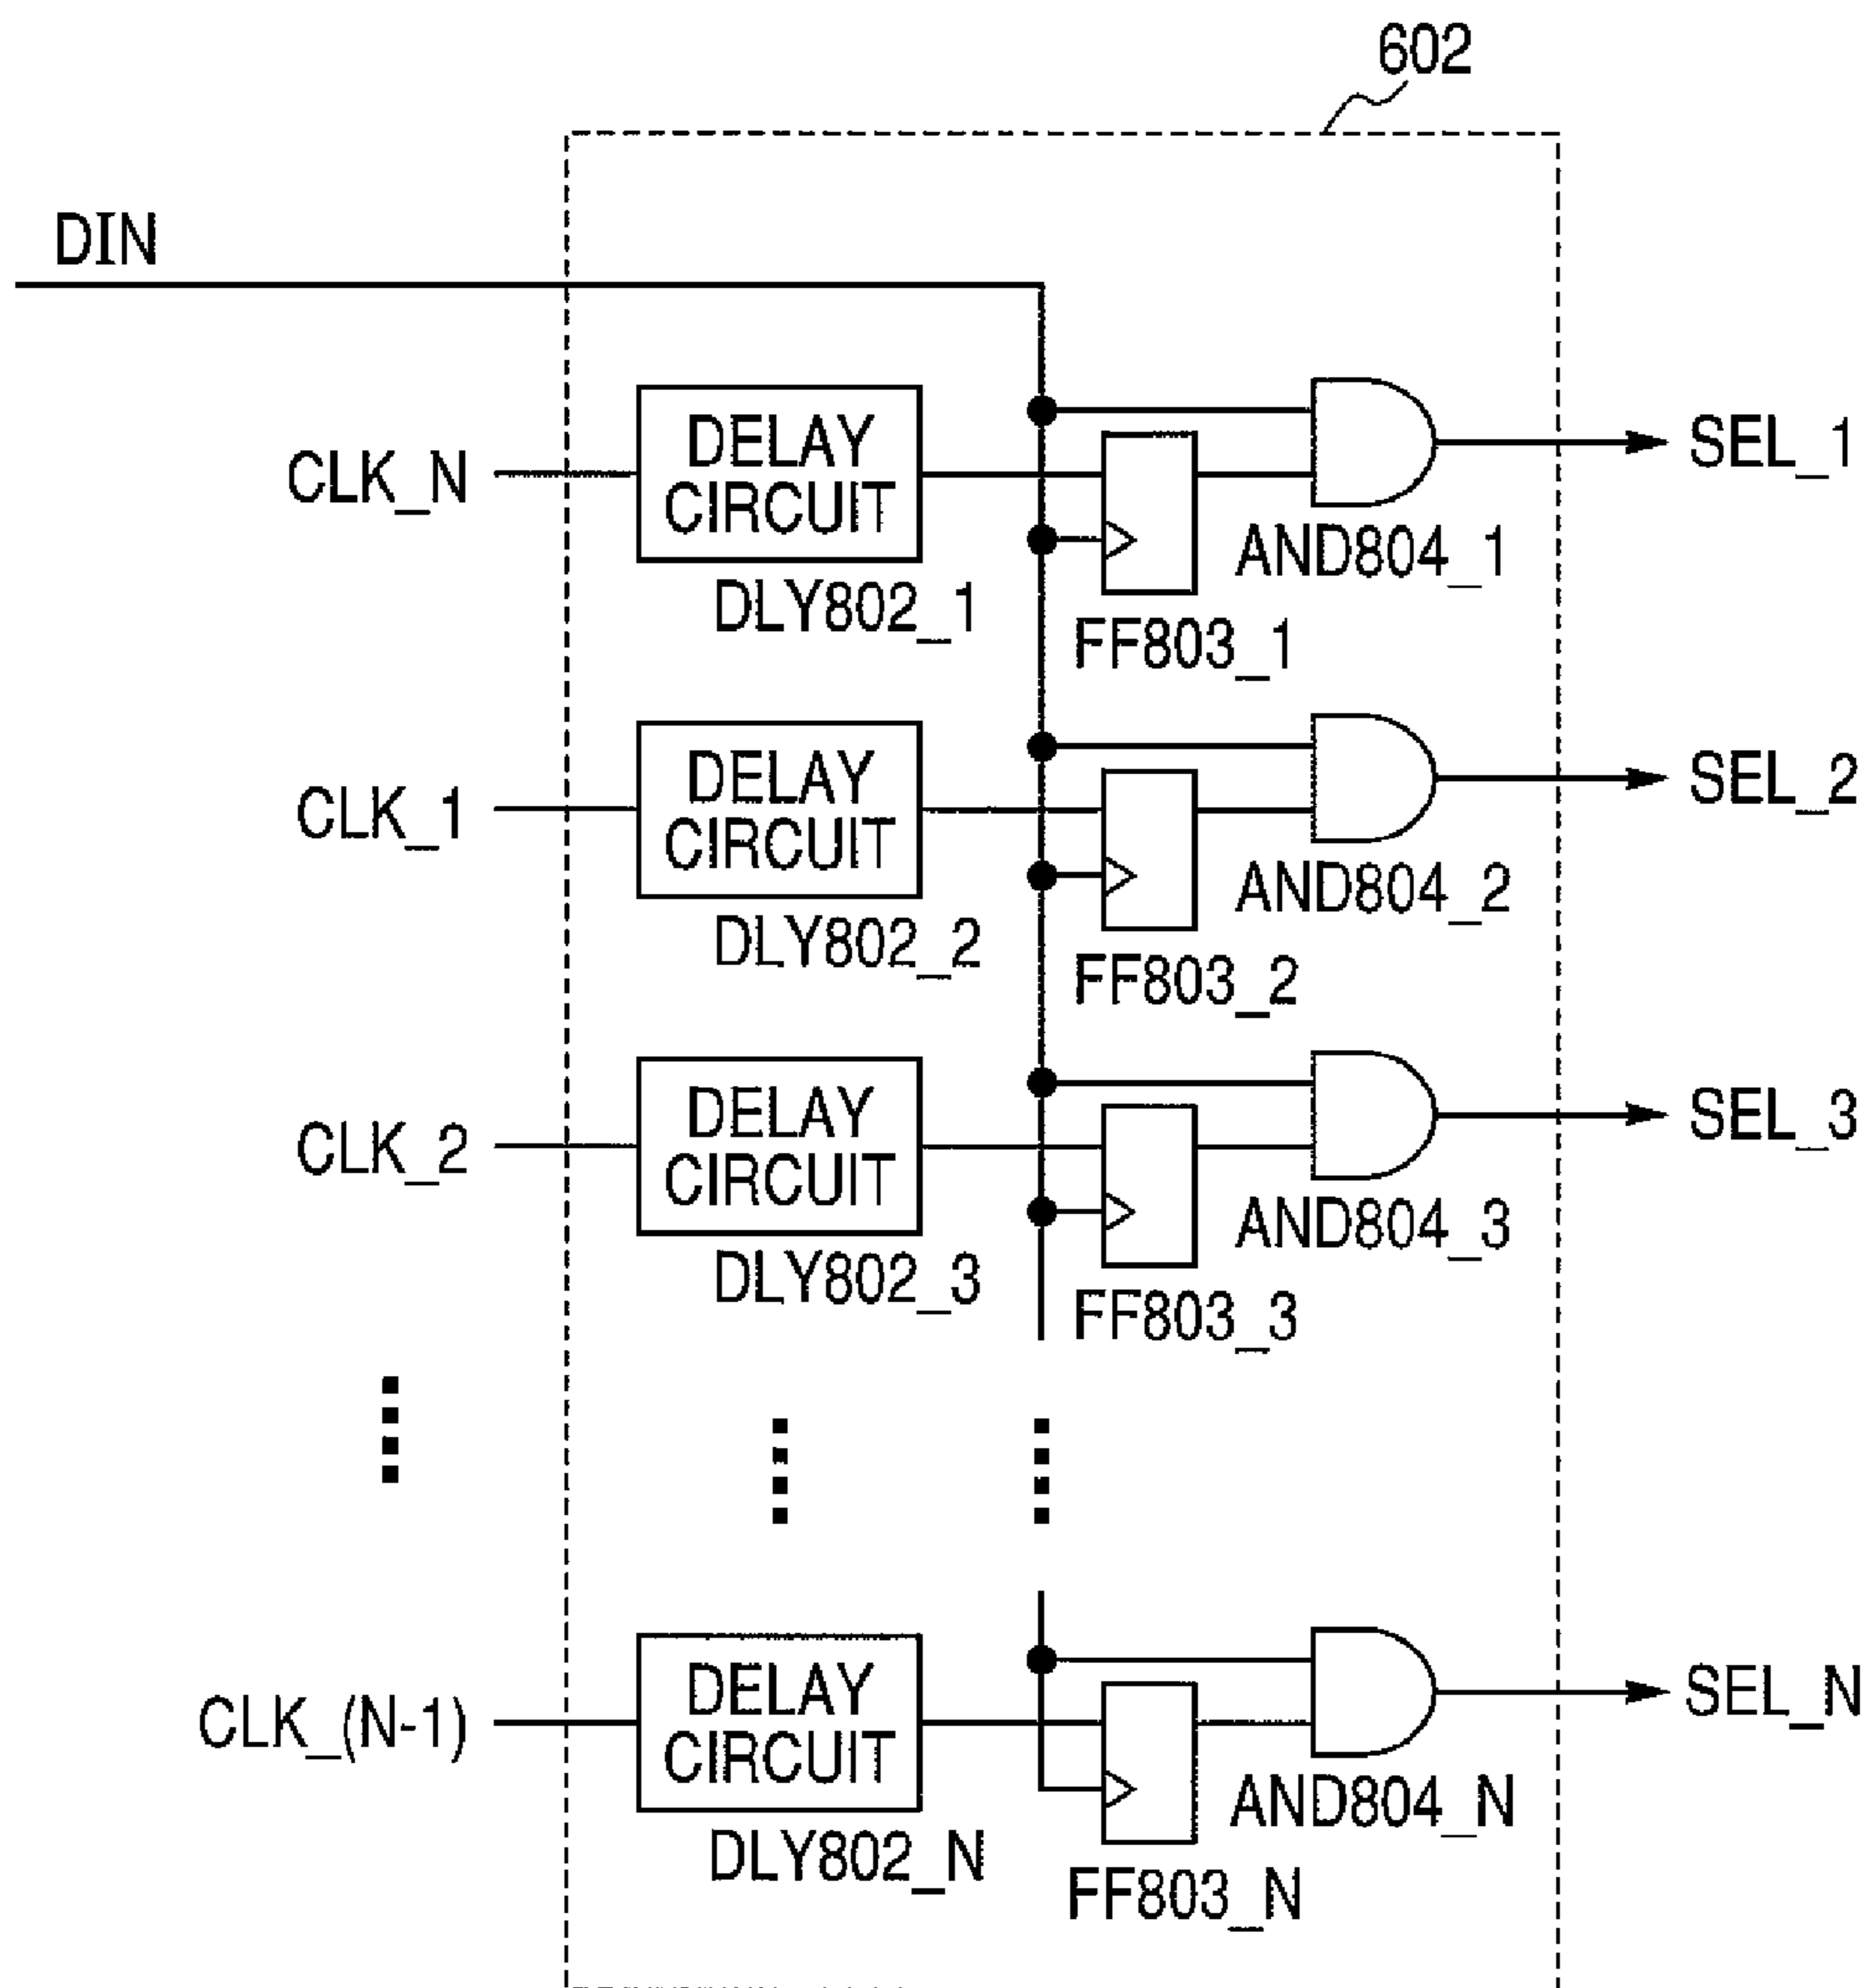 602
DIN
CLK_N
DELAY
CIRCUIT
DLY802_1
FF803_1
AND804_1
SEL_1
CLK_1
DELAY
CIRCUIT
DLY802_2
FF803_2
AND804_2
SEL_2
CLK_2
DELAY
CIRCUIT
DLY802_3
FF803_3
AND804_3
SEL_3
CLK_(N-1)
DELAY
CIRCUIT
DLY802_N
FF803_N
AND804_N
SEL_N